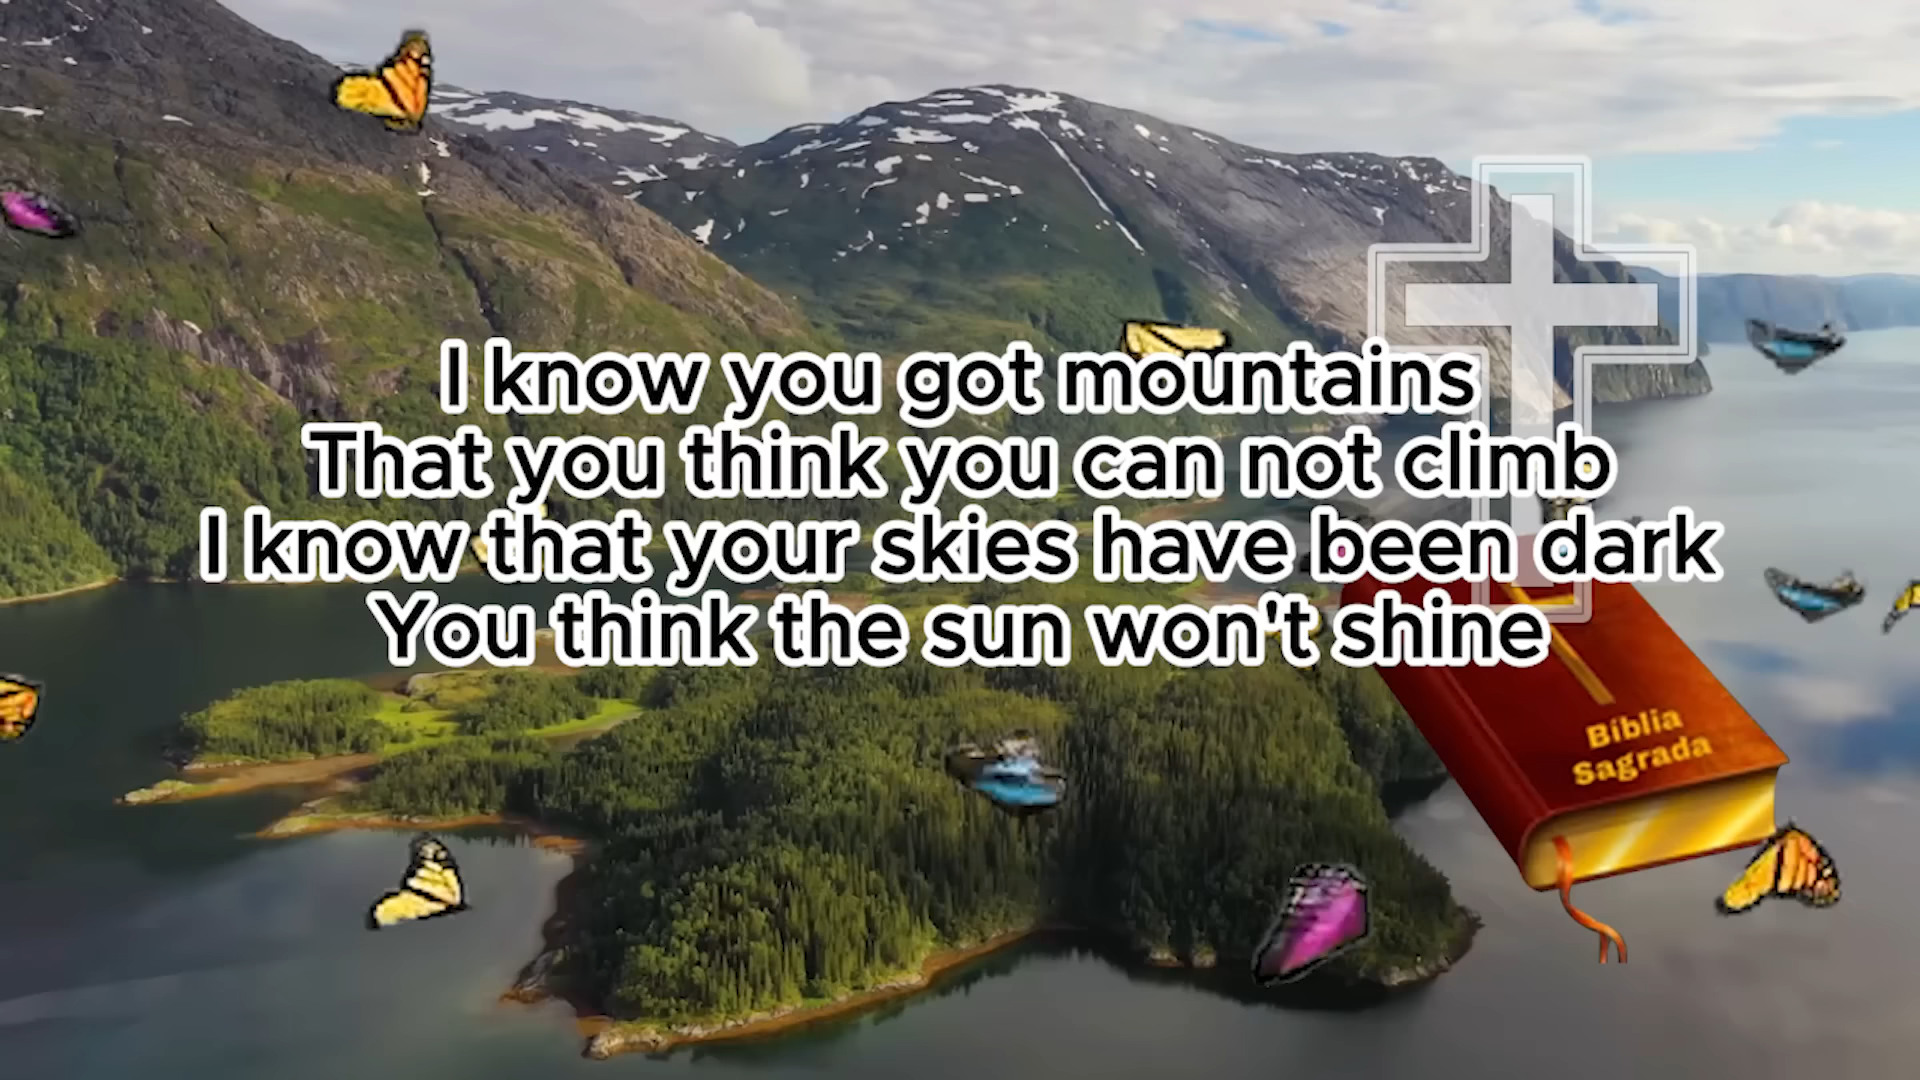 I know you got mountains
That you think you can not climb
I know that your skies have been dark
You think the sun won't shine
Bíblia
Sagrada